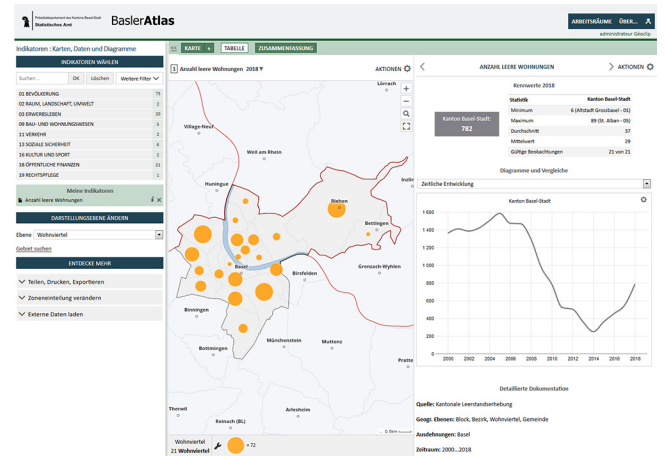 Präsidialdepartement des Kantons Basel-Stadt
Statistisches Amt
BaslerAtlas
ARBEITSRÄUME ÜBER...
administrateur Géoclip
Indikatoren : Karten, Daten und Diagramme
INDIKATOREN WÄHLEN
Suchen... OK Löschen Weitere Filter
01 BEVÖLKERUNG 73
02 RAUM, LANDSCHAFT, UMWELT 2
03 ERWERBSLEBEN 20
09 BAU- UND WOHNUNGSWESEN 5
11 VERKEHR 2
13 SOZIALE SICHERHEIT 6
16 KULTUR UND SPORT 2
18 ÖFFENTLICHE FINANZEN 31
19 RECHTSPFLEGE 1
Meine Indikatoren
Anzahl leere Wohnungen i ×
DARSTELLUNGSEBENE ÄNDERN
Ebene Wohnviertel
Gebiet suchen
ENTDECKE MEHR
Teilen, Drucken, Exportieren
Zoneneinteilung verändern
Externe Daten laden
<< KARTE + TABELLE ZUSAMMENFASSUNG
1 Anzahl leere Wohnungen 2018 AKTIONEN
Lörrach
+
−
Village-Neuf
Weil am Rhein
Huningue
Inzlin
Riehen
Bettingen
Basel
Grenzach-Wyhlen
Birsfelden
Binningen
Bottmingen
Münchenstein
Muttenz
Pratte
Therwil
Arlesheim
Reinach (BL)
Wohnviertel
21 Wohnviertel
= 72
ANZAHL LEERE WOHNUNGEN AKTIONEN
Kennwerte 2018
Kanton Basel-Stadt:
782
Statistik Kanton Basel-Stadt
Minimum 6 (Altstadt Grossbasel - 01)
Maximum 89 (St. Alban - 05)
Durchschnitt 37
Mittelwert 29
Gültige Beobachtungen 21 von 21
Diagramme und Vergleiche
Zeitliche Entwicklung
Kanton Basel-Stadt
1 600
1 400
1 200
1 000
800
600
400
200
0
2000 2002 2004 2006 2008 2010 2012 2014 2016 2018
Detaillierte Dokumentation
Quelle: Kantonale Leerstandserhebung
Geogr. Ebenen: Block, Bezirk, Wohnviertel, Gemeinde
Ausdehnungen: Basel
Zeitraum: 2000...2018